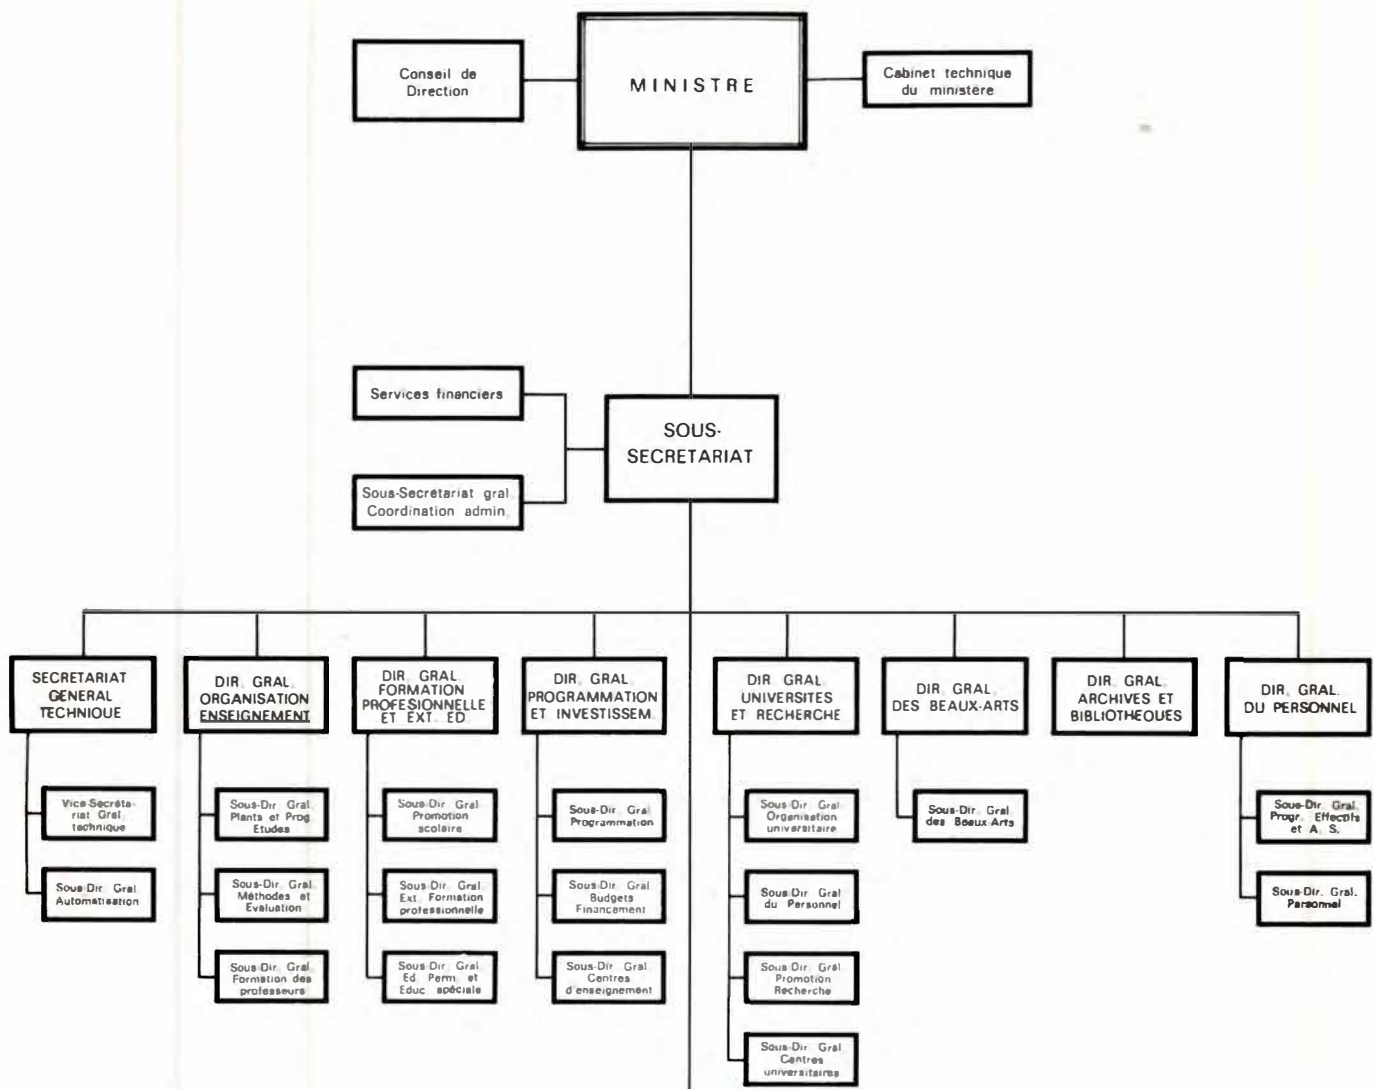 Conseil de
Direction
MINISTRE
Cabinet technique
du ministère
Services financiers
SOUS-
SECRETARIAT
Sous-Secrétariat gral.
Coordination admin.
SECRETARIAT
GENERAL
TECHNIQUE
DIR. GRAL.
ORGANISATION
ENSEIGNEMENT
DIR. GRAL.
FORMATION
PROFESIONNELLE
ET EXT. ED
DIR. GRAL.
PROGRAMMATION
ET INVESTISSEM.
DIR. GRAL.
UNIVERSITES
ET RECHERCHE
DIR. GRAL.
DES BEAUX-ARTS
DIR. GRAL.
ARCHIVES ET
BIBLIOTHEQUES
DIR. GRAL.
DU PERSONNEL
Vice-Secréta-
riat Gral.
technique
Sous-Dir. Gral.
Automatisation
Sous-Dir. Gral.
Plants et Prog.
Etudes
Sous-Dir. Gral.
Méthodes et
Evaluation
Sous-Dir. Gral.
Formation des
professeurs
Sous-Dir. Gral.
Promotion
scolaire
Sous-Dir. Gral.
Ext. Formation
professionnelle
Sous-Dir. Gral.
Ed. Perm. et
Educ. spéciale
Sous-Dir. Gral.
Programmation
Sous-Dir. Gral.
Budgets
Financement
Sous-Dir. Gral.
Centres
d'enseignement
Sous-Dir. Gral.
Organisation
universitaire
Sous-Dir. Gral.
du Personnel
Sous-Dir. Gral.
Promotion
Recherche
Sous-Dir. Gral.
Centres
universitaires
Sous-Dir. Gral.
des Beaux-Arts
Sous-Dir. Gral.
Progr. Effectifs
et A. S.
Sous-Dir. Gral.
Personnel